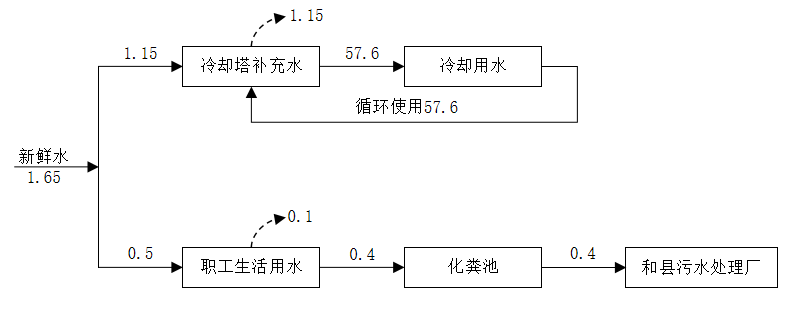 1.15
1.15
冷却塔补充水
57.6
冷却用水
循环使用57.6
新鲜水
1.65
0.1
0.5
职工生活用水
0.4
化粪池
0.4
和县污水处理厂